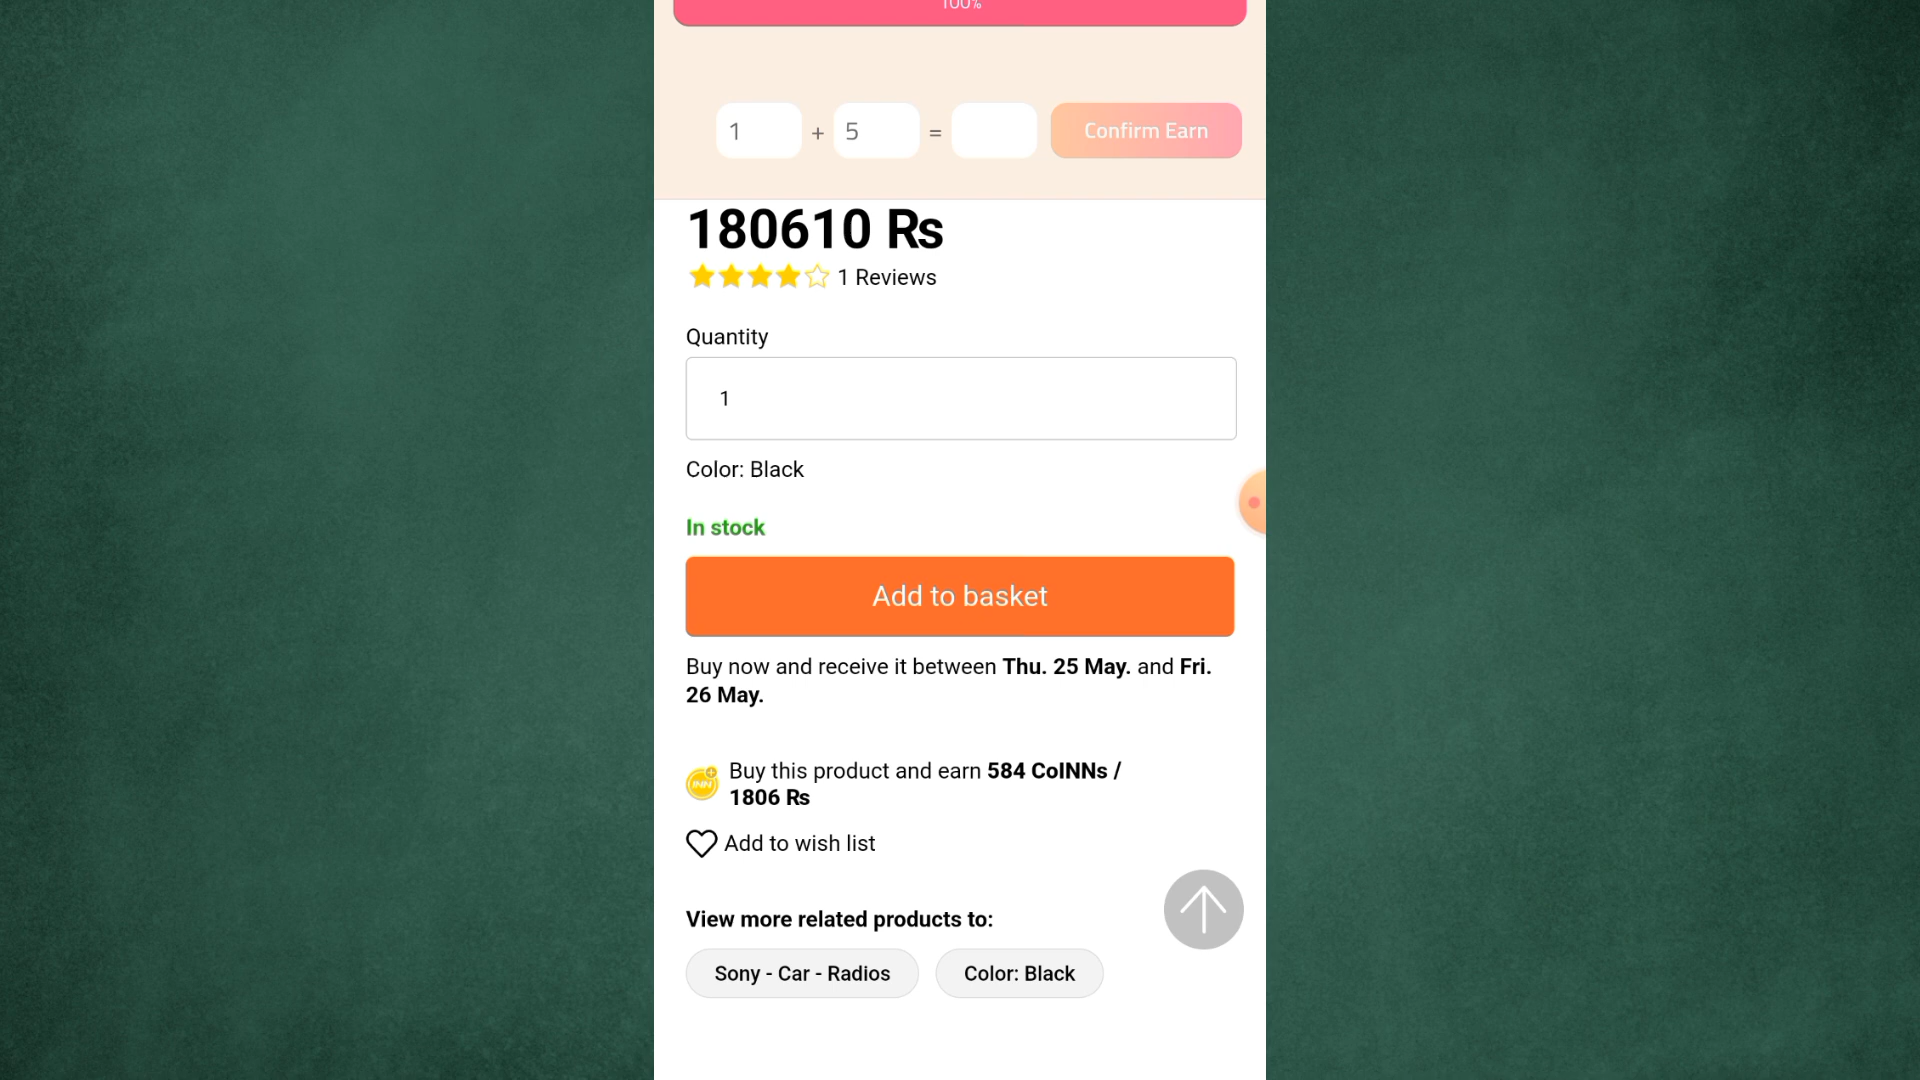 100%
1 + 5 = Confirm Earn
180610 ₨
1 Reviews
Quantity
1
Color: Black
In stock
Add to basket
Buy now and receive it between Thu. 25 May. and Fri.
26 May.
INN
Buy this product and earn 584 CoINNs /
1806 ₨
Add to wish list
View more related products to:
Sony - Car - Radios
Color: Black